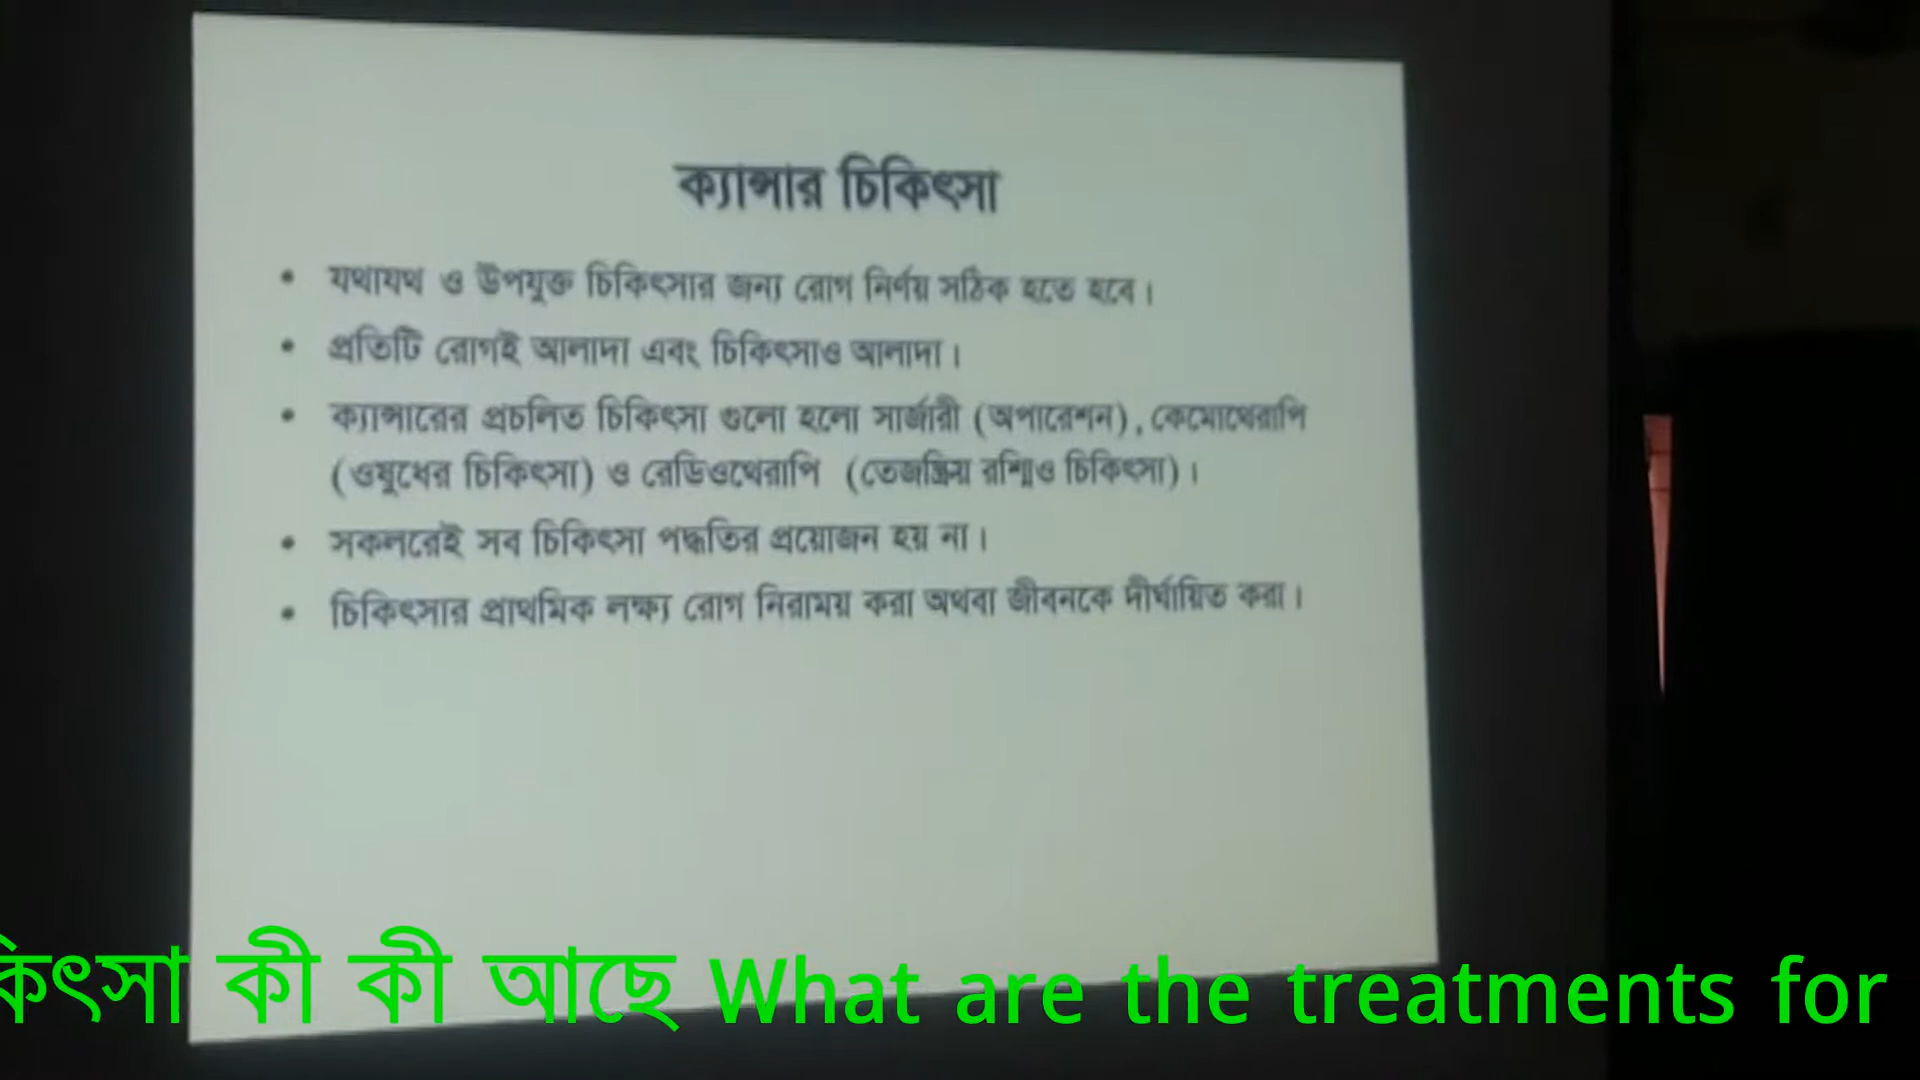 ক্যান্সার চিকিৎসা
• যথাযথ ও উপযুক্ত চিকিৎসার জন্য রোগ নির্ণয় সঠিক হতে হবে।
• প্রতিটি রোগই আলাদা এবং চিকিৎসাও আলাদা।
• ক্যান্সারের প্রচলিত চিকিৎসা গুলো হলো সার্জারী (অপারেশন), কেমোথেরাপি
(ওষুধের চিকিৎসা) ও রেডিওথেরাপি (তেজস্ক্রিয় রশ্মিও চিকিৎসা)।
• সকলরেই সব চিকিৎসা পদ্ধতির প্রয়োজন হয় না।
• চিকিৎসার প্রাথমিক লক্ষ্য রোগ নিরাময় করা অথবা জীবনকে দীর্ঘায়িত করা।
কিৎসা কী কী আছে What are the treatments for